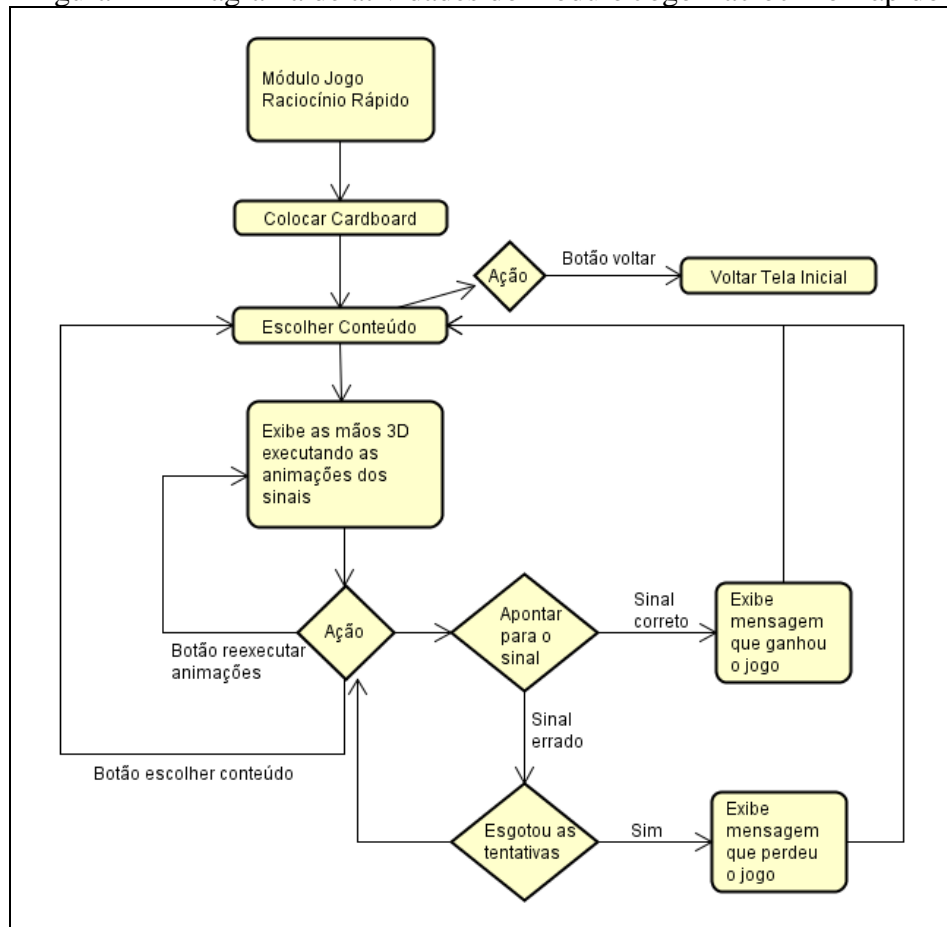 Módulo Jogo
Raciocínio Rápido
Colocar Cardboard
Ação
Botão voltar
Voltar Tela Inicial
Escolher Conteúdo
Exibe as mãos 3D
executando as
animações dos
sinais
Ação
Botão reexecutar
animações
Botão escolher conteúdo
Apontar
para o
sinal
Sinal
correto
Exibe
mensagem
que ganhou
o jogo
Sinal
errado
Esgotou as
tentativas
Sim
Exibe
mensagem
que perdeu
o jogo